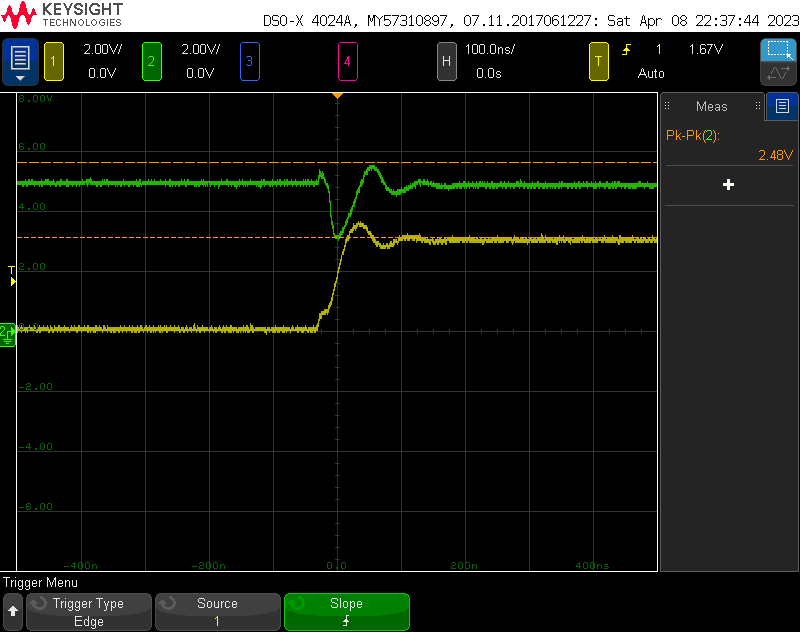 KEYSIGHT
TECHNOLOGIES
DSO-X 4024A, MY57310897, 07.11.2017061227: Sat Apr 08 22:37:44 2023
1 2.00V/ 2 2.00V/ 3 4 H 100.0ns/ T 1 1.67V
0.0V 0.0V 0.0s Auto
8.00V
Meas
Pk-Pk(2):
6.00
2.48V
4.00
T
2.00
2
-2.00
-4.00
-6.00
-400n -200n 0.0 200n 400ns
Trigger Menu
Trigger Type Source Slope
Edge 1